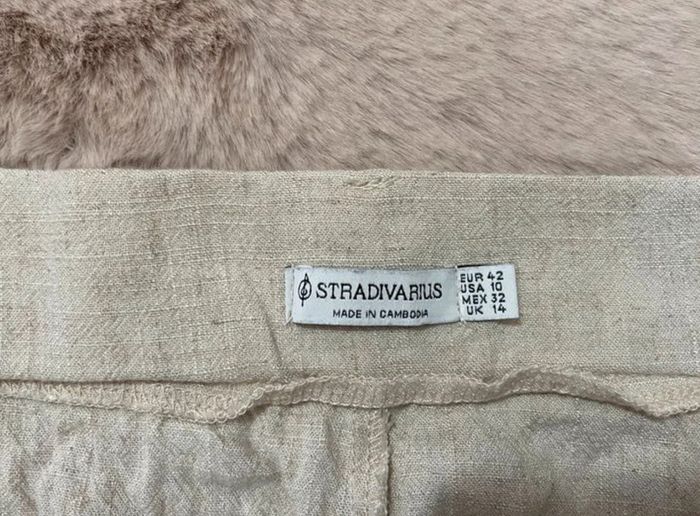 STRADIVARIUS
MADE IN CAMBODIA
EUR 42
USA 10
MEX 32
UK 14